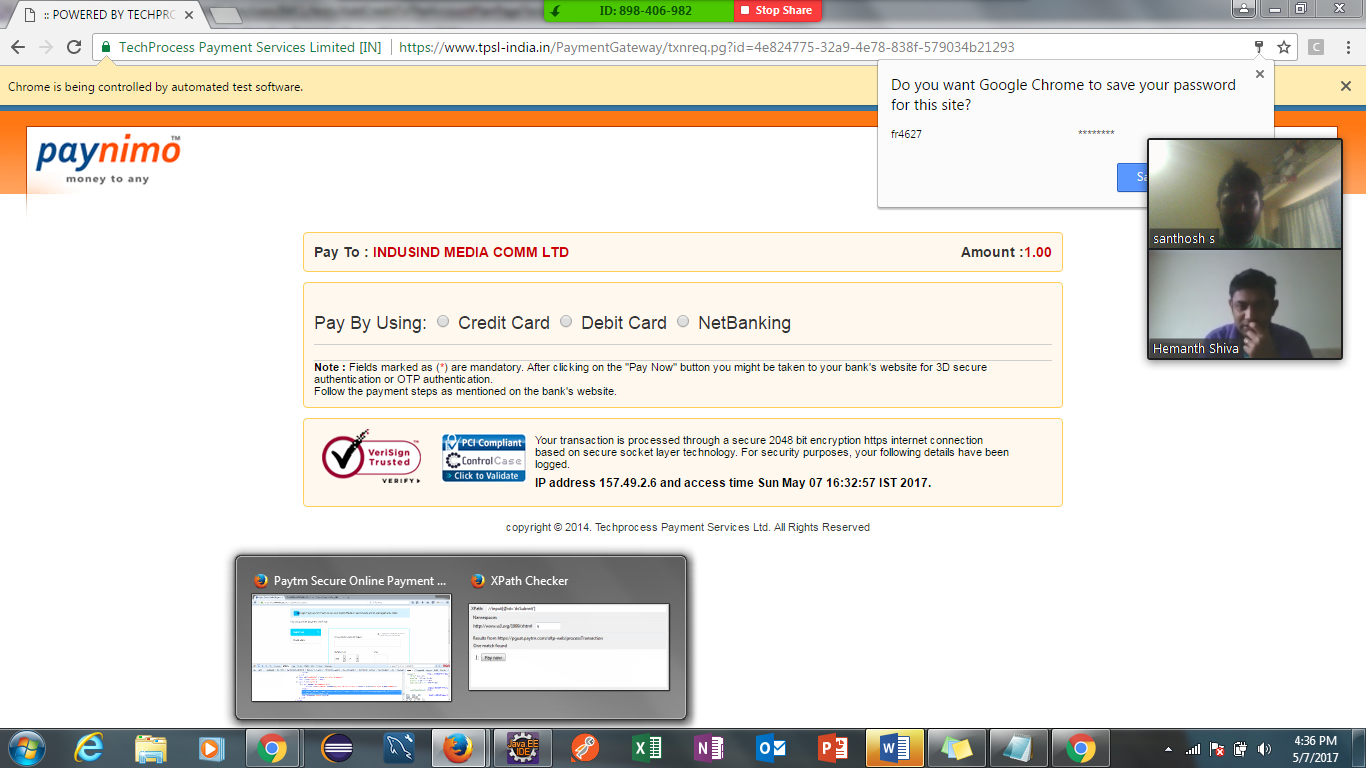 ID: 898-406-982
Stop Share
:: POWERED BY TECHPRO
TechProcess Payment Services Limited [IN]
https://www.tpsl-india.in/PaymentGateway/txnreq.pg?id=4e824775-32a9-4e78-838f-579034b21293
C
Chrome is being controlled by automated test software.
Do you want Google Chrome to save your password
for this site?
fr4627 ********
Sa
paynimo™
money to any
santhosh s
Hemanth Shiva
Pay To : INDUSIND MEDIA COMM LTD
Amount :1.00
Pay By Using: Credit Card Debit Card NetBanking
Note : Fields marked as (*) are mandatory. After clicking on the "Pay Now" button you might be taken to your bank's website for 3D secure
authentication or OTP authentication.
Follow the payment steps as mentioned on the bank's website.
VeriSign
Trusted
VERIFY
PCI Compliant
ControlCase
Click to Validate
Your transaction is processed through a secure 2048 bit encryption https internet connection
based on secure socket layer technology. For security purposes, your following details have been
logged.
IP address 157.49.2.6 and access time Sun May 07 16:32:57 IST 2017.
copyright © 2014. Techprocess Payment Services Ltd. All Rights Reserved
Paytm Secure Online Payment ...
XPath Checker
XPath:
Namespaces
One match found
Pay now
Java EE
IDE
4:36 PM
5/7/2017